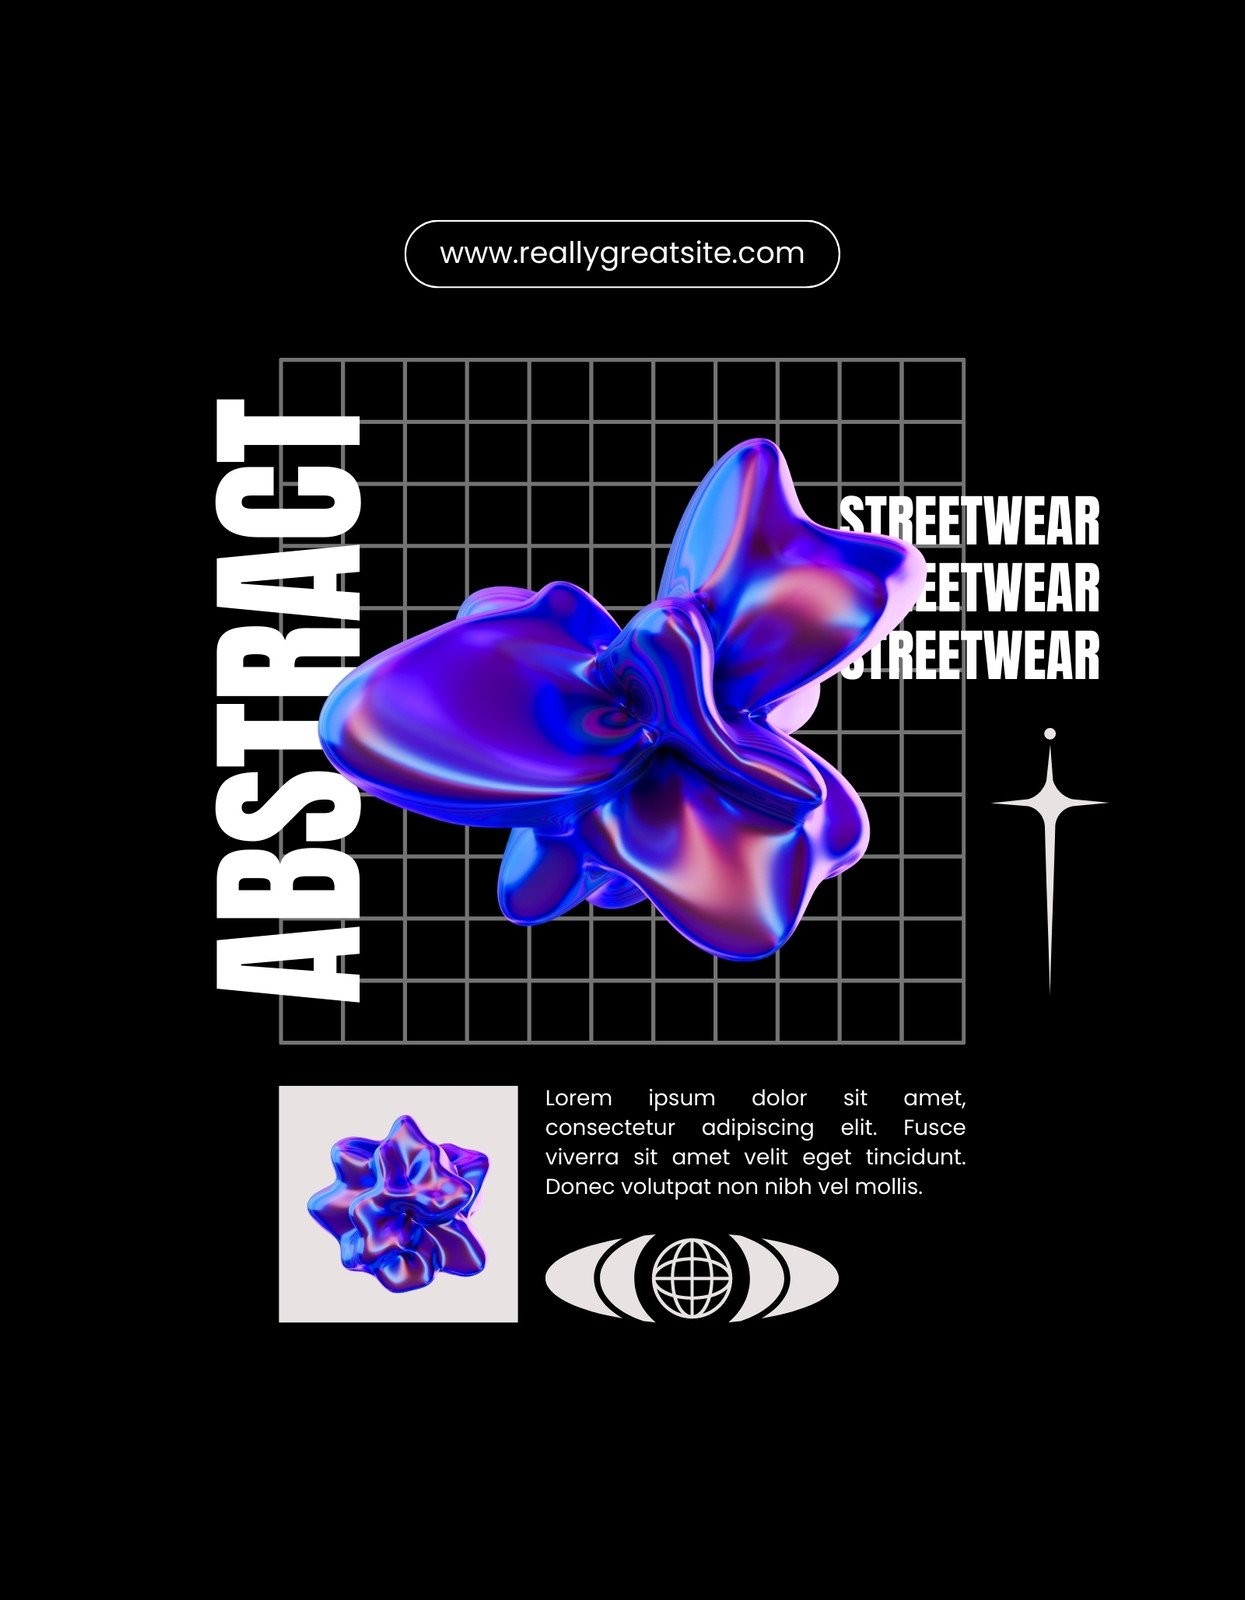 www.reallygreatsite.com
ABSTRACT
STREETWEAR
STREETWEAR
STREETWEAR
Lorem ipsum dolor sit amet,
consectetur adipiscing elit. Fusce
viverra sit amet velit eget tincidunt.
Donec volutpat non nibh vel mollis.